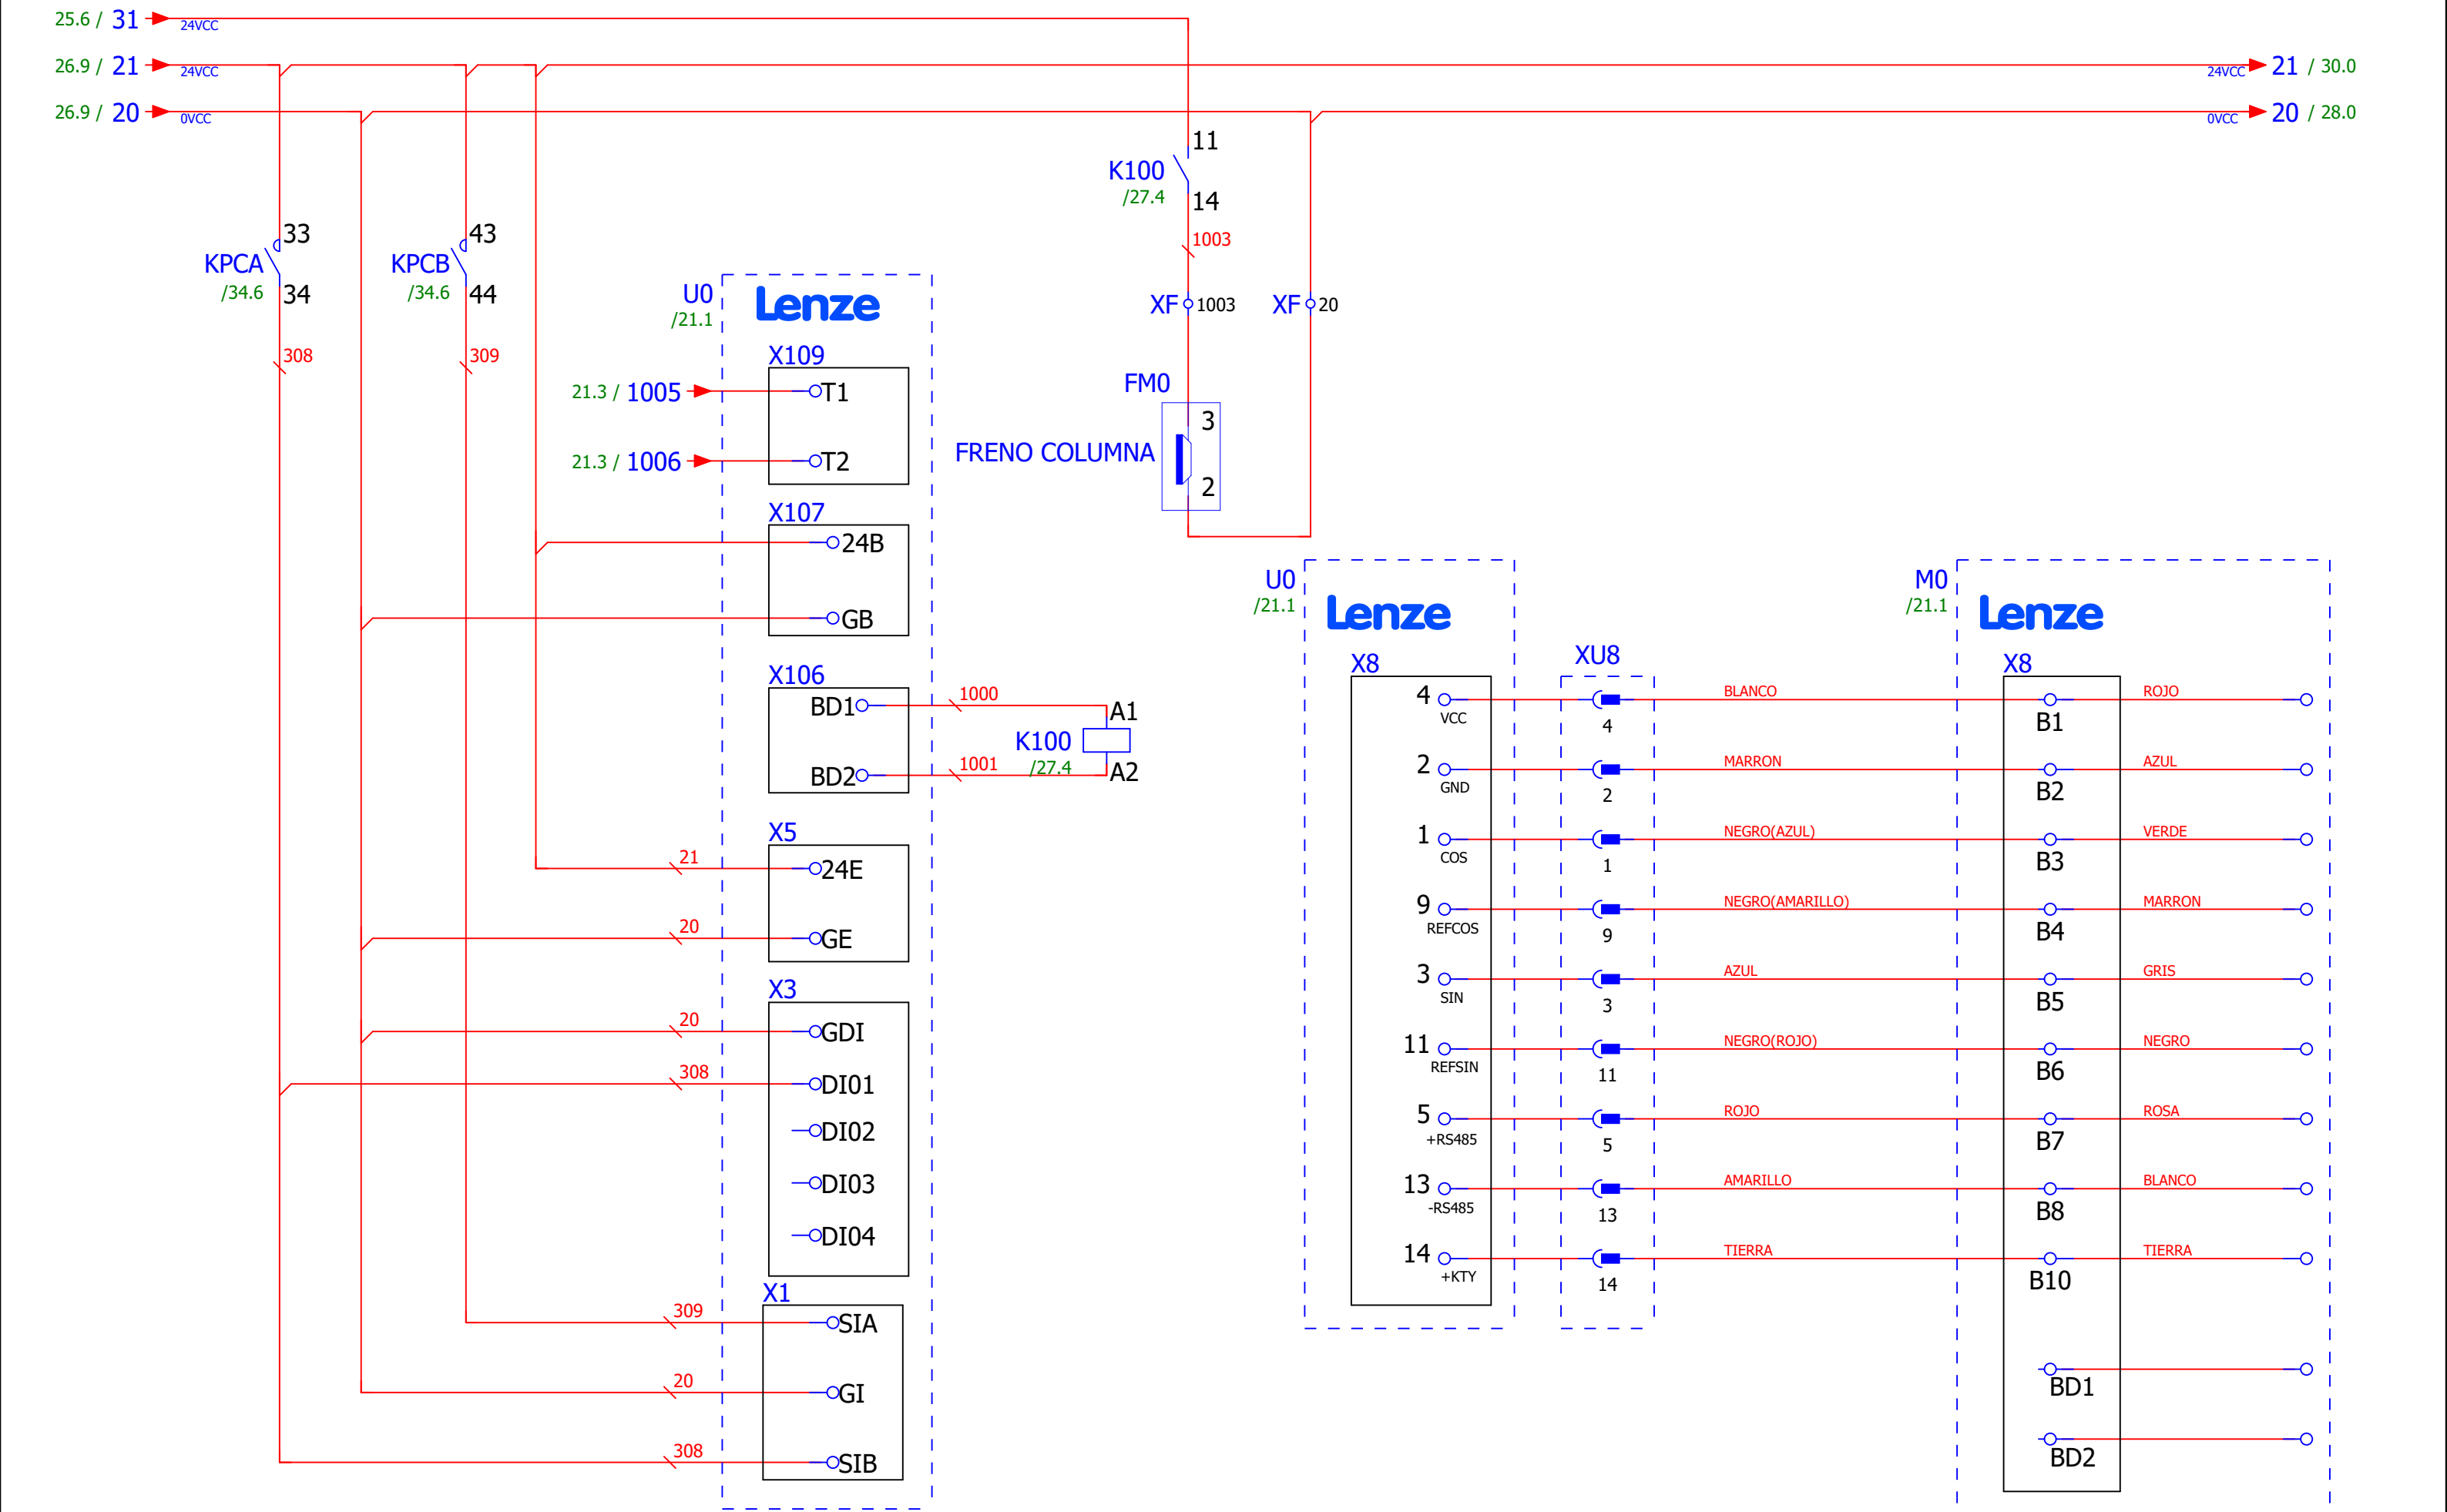 25.6 / 31 24VCC
26.9 / 21 24VCC
24VCC 21 / 30.0
26.9 / 20 0VCC
0VCC 20 / 28.0
11
K100
/27.4
14
1003
33
KPCA
/34.6
34
308
43
KPCB
/34.6
44
309
XF 1003
XF 20
FM0
3
FRENO COLUMNA
2
U0
/21.1
Lenze
X109
21.3 / 1005
T1
21.3 / 1006
T2
X107
24B
GB
X106
BD1
1000
A1
K100
/27.4
BD2
1001
A2
X5
21
24E
20
GE
X3
20
GDI
308
DI01
DI02
DI03
DI04
X1
309
SIA
20
GI
308
SIB
U0
/21.1
Lenze
XU8
M0
/21.1
Lenze
X8
X8
4 VCC 4 BLANCO B1 ROJO
2 GND 2 MARRON B2 AZUL
1 COS 1 NEGRO(AZUL) B3 VERDE
9 REFCOS 9 NEGRO(AMARILLO) B4 MARRON
3 SIN 3 AZUL B5 GRIS
11 REFSIN 11 NEGRO(ROJO) B6 NEGRO
5 +RS485 5 ROJO B7 ROSA
13 -RS485 13 AMARILLO B8 BLANCO
14 +KTY 14 TIERRA B10 TIERRA
BD1
BD2